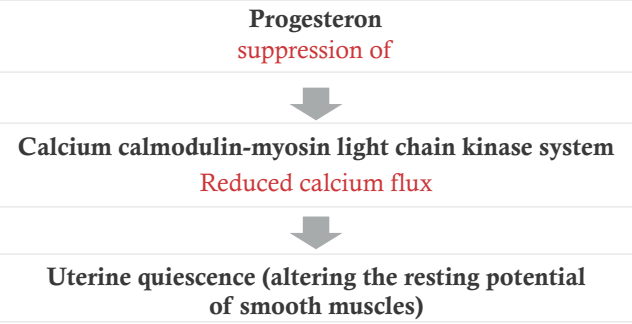 Progesteron
suppression of
Calcium calmodulin-myosin light chain kinase system
Reduced calcium flux
Uterine quiescence (altering the resting potential
of smooth muscles)